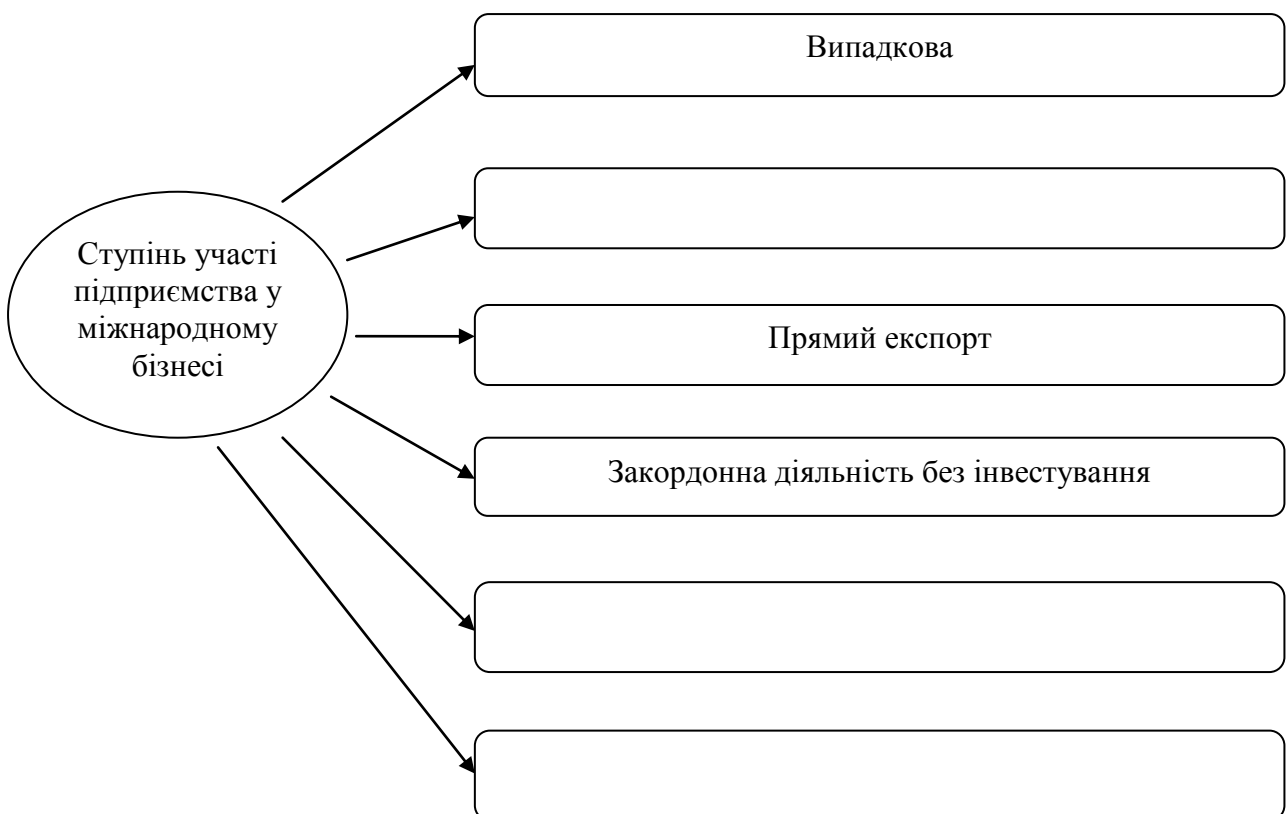 Випадкова
Ступінь участі
підприємства у
міжнародному
бізнесі
Прямий експорт
Закордонна діяльність без інвестування